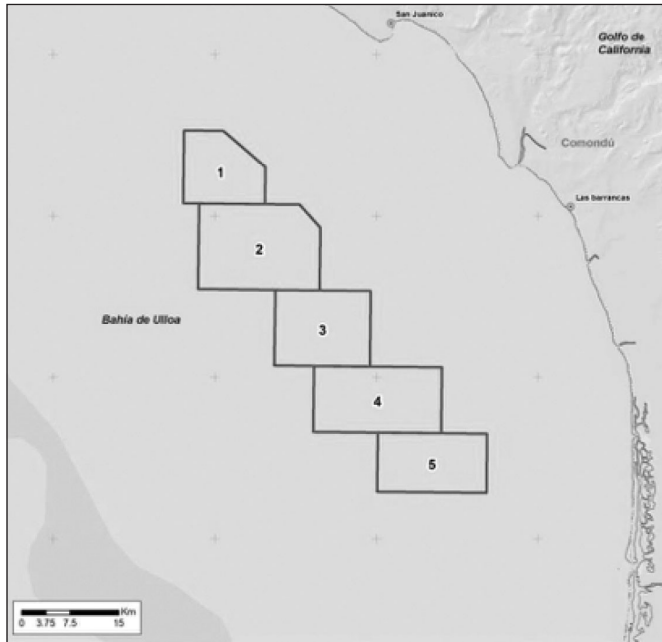 San Juanico
Golfo de
California
Comondú
Las barrancas
1
2
Bahía de Ulloa
3
4
5
Km
0 3.75 7.5 15